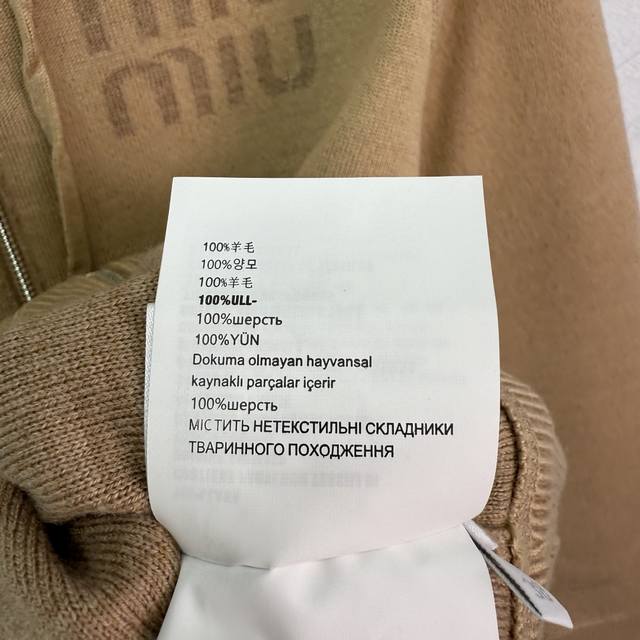 MIU
100%羊毛
100%양모
100%羊毛
100%ULL-
100%шерсть
100%YÜN
Dokuma olmayan hayvansal
kaynaklı parçalar içerir
100%шерсть
МІСТИТЬ НЕТЕКСТИЛЬНІ СКЛАДНИКИ
ТВАРИННОГО ПОХОДЖЕННЯ